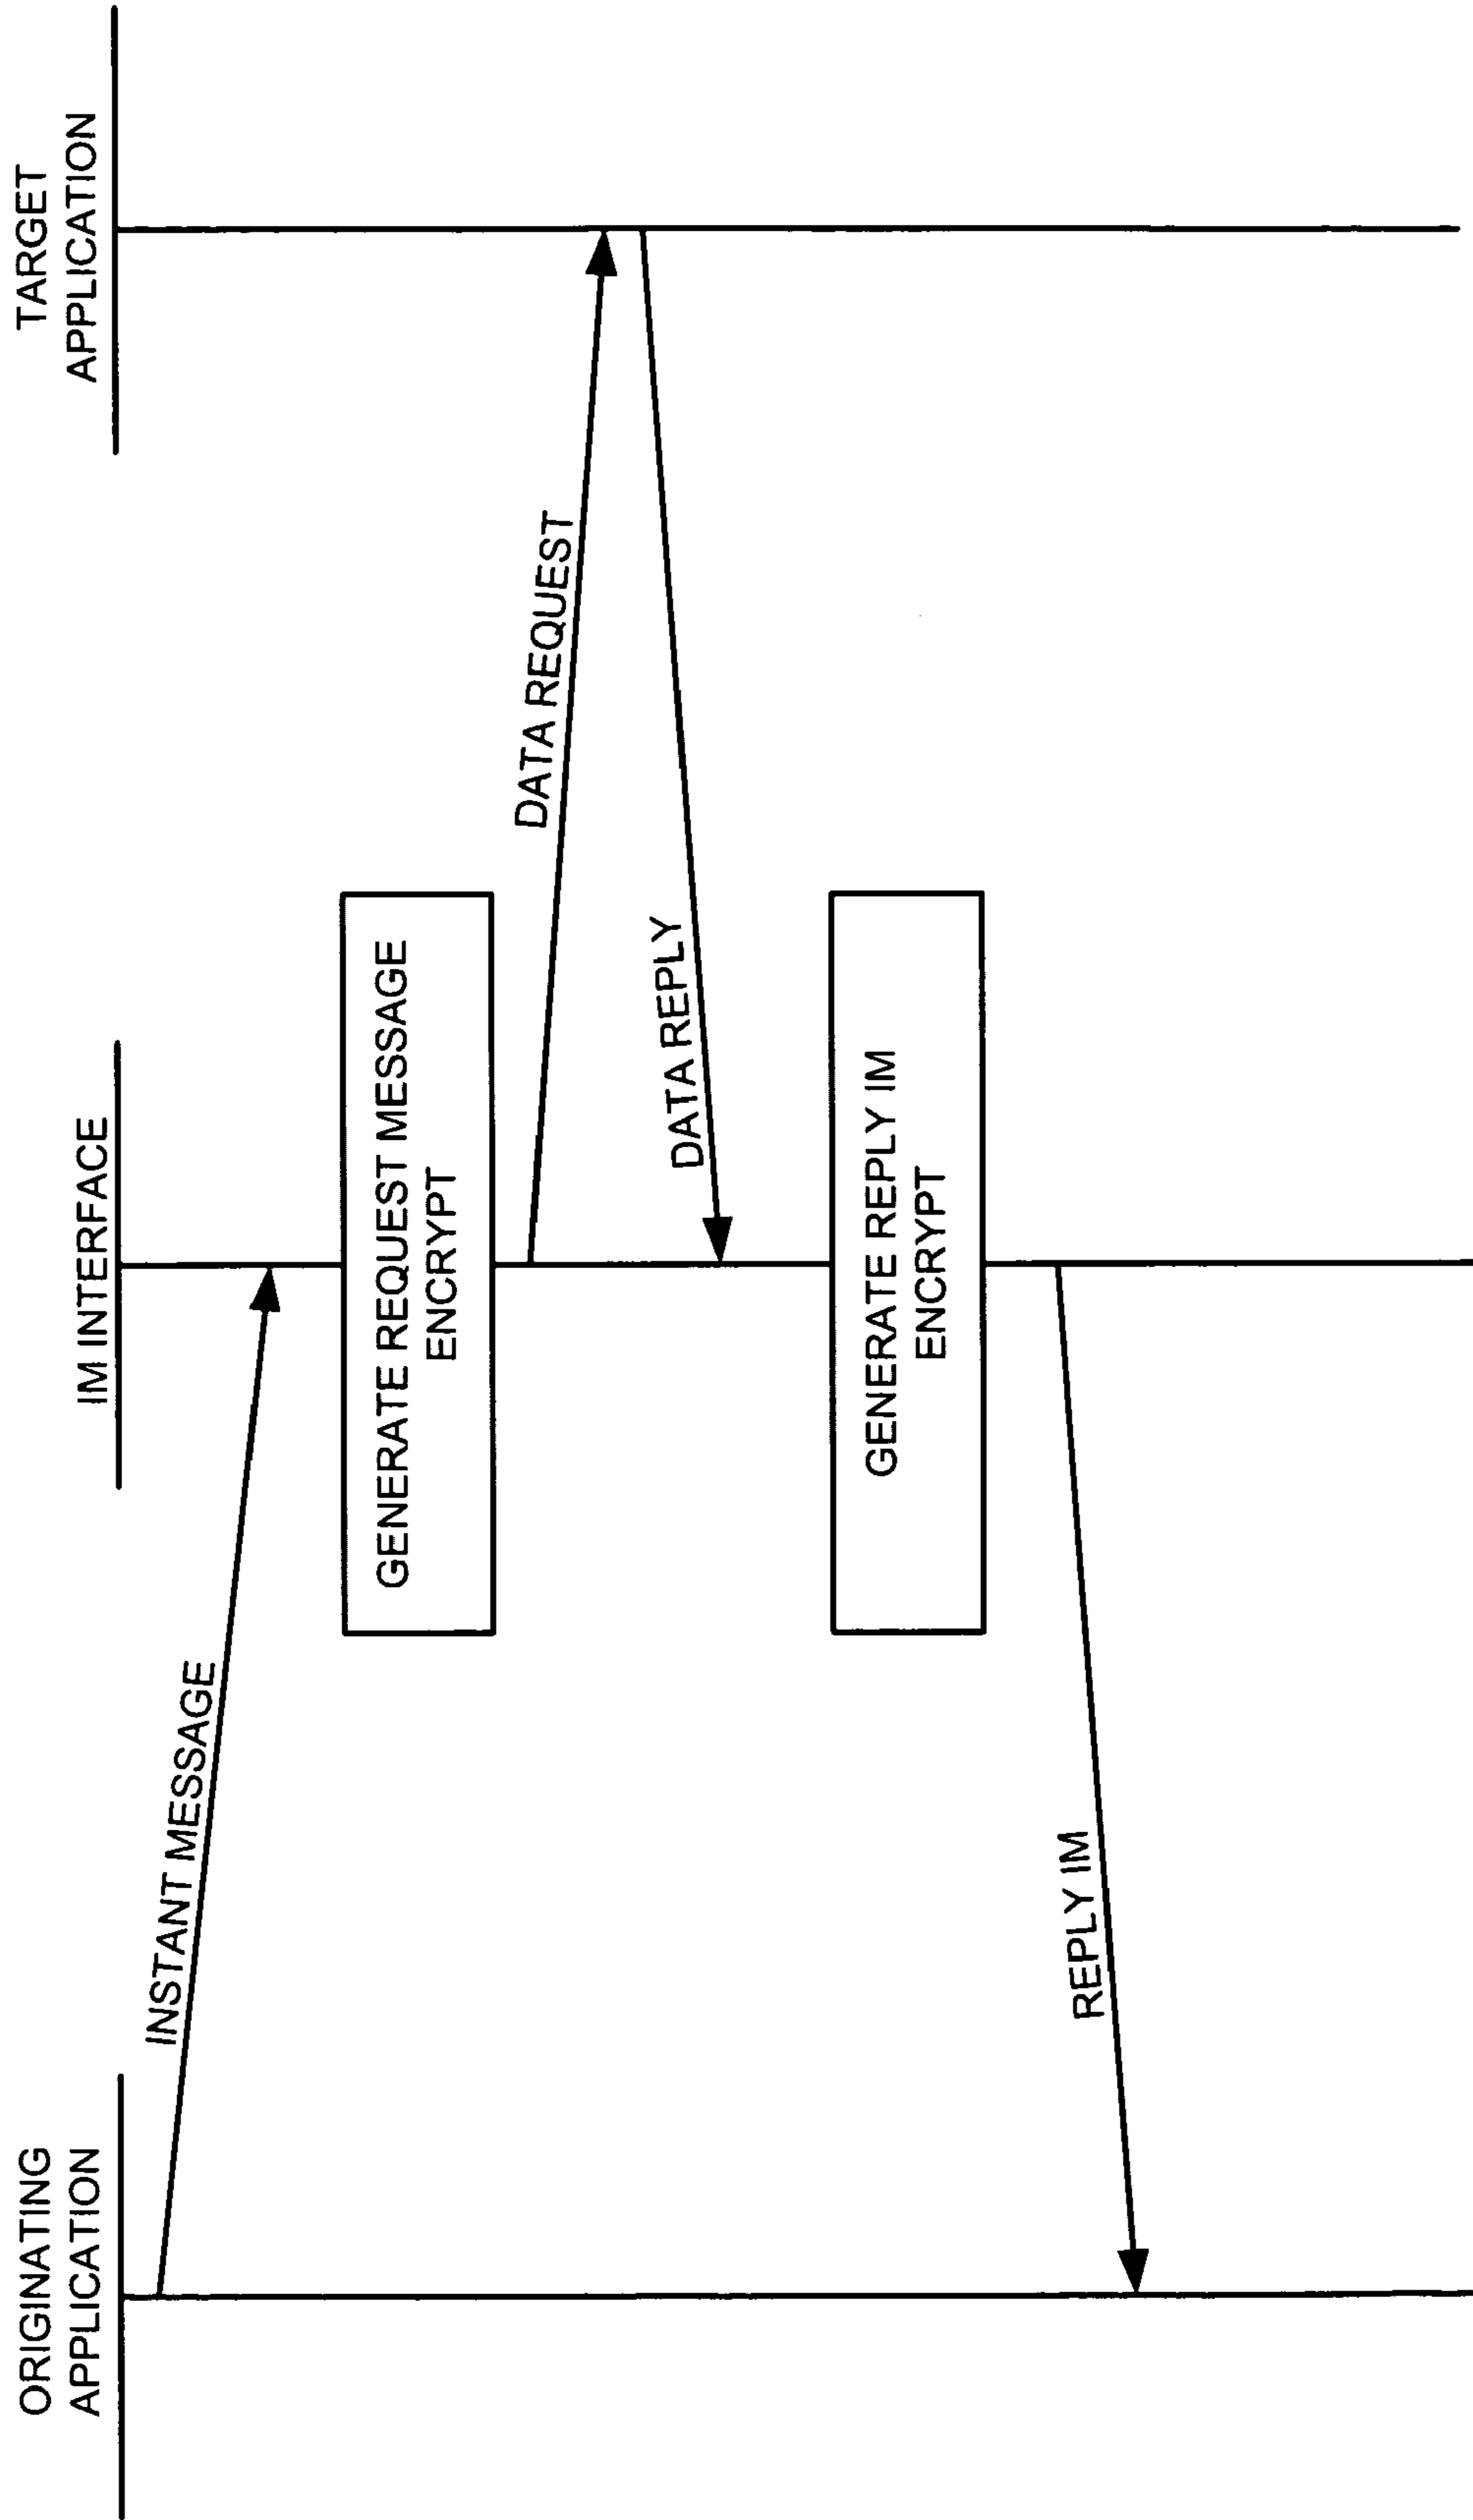 ORIGINATING
APPLICATION
IM INTERFACE
TARGET
APPLICATION
INSTANT MESSAGE
GENERATE REQUEST MESSAGE
ENCRYPT
DATA REQUEST
DATA REPLY
GENERATE REPLY IM
ENCRYPT
REPLY IM